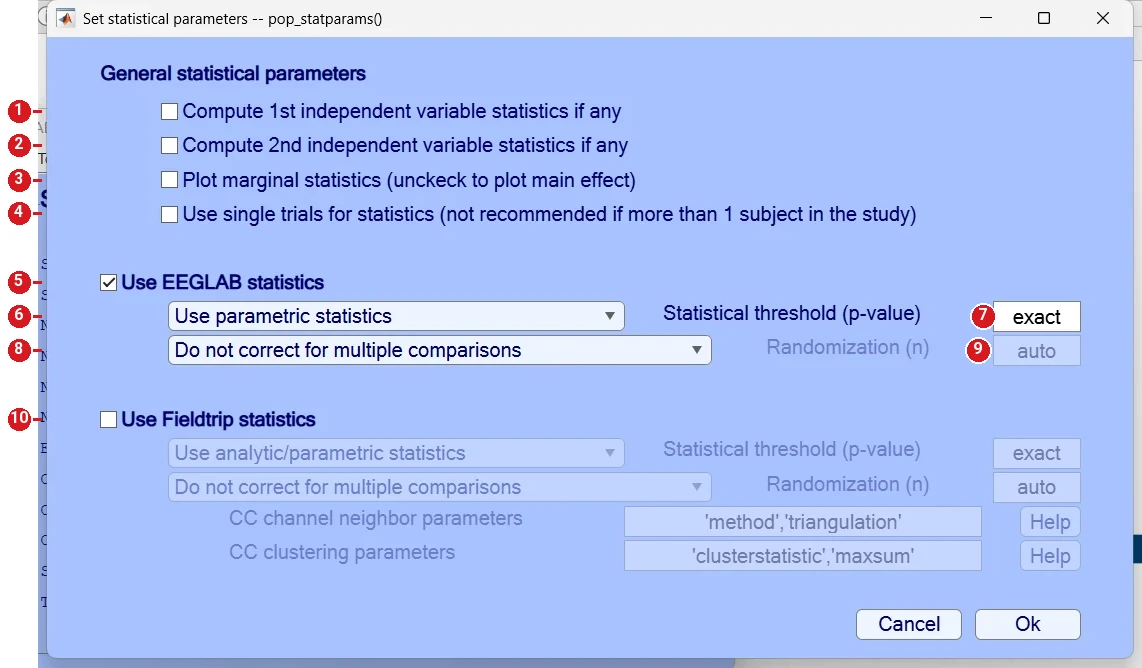 Set statistical parameters -- pop_statparams()
General statistical parameters
1 Compute 1st independent variable statistics if any
2 Compute 2nd independent variable statistics if any
3 Plot marginal statistics (unckeck to plot main effect)
4 Use single trials for statistics (not recommended if more than 1 subject in the study)
5 Use EEGLAB statistics
6 Use parametric statistics Statistical threshold (p-value) 7 exact
8 Do not correct for multiple comparisons Randomization (n) 9 auto
10 Use Fieldtrip statistics
Use analytic/parametric statistics Statistical threshold (p-value) exact
Do not correct for multiple comparisons Randomization (n) auto
CC channel neighbor parameters 'method','triangulation' Help
CC clustering parameters 'clusterstatistic','maxsum' Help
Cancel Ok